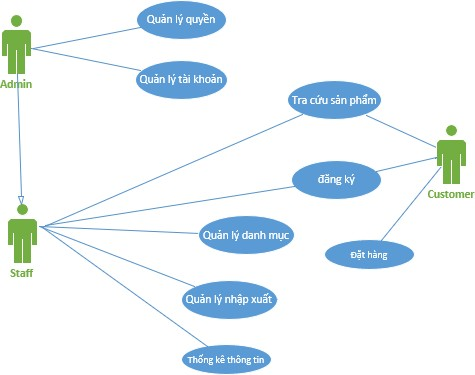 Quản lý quyền
Admin
Quản lý tài khoản
Tra cứu sản phẩm
Customer
đăng ký
Staff
Quản lý danh mục
Đặt hàng
Quản lý nhập xuất
Thống kê thông tin